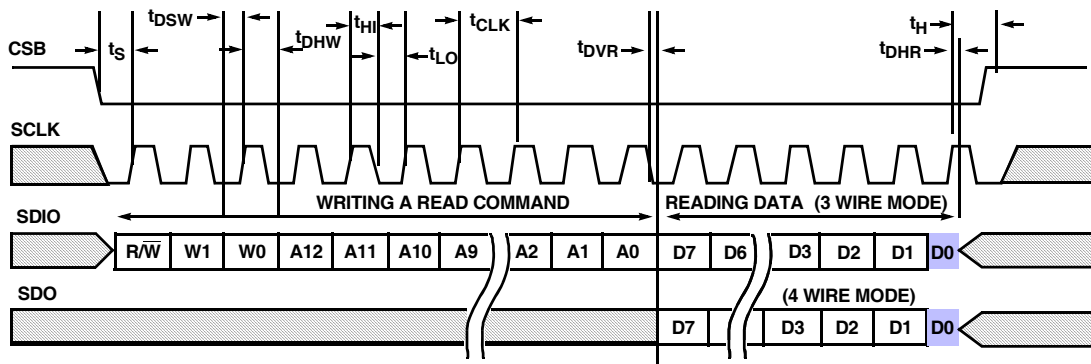 tDSW tHI tCLK tH
CSB tS tDHW tLO tDVR tDHR
SCLK
WRITING A READ COMMAND READING DATA (3 WIRE MODE)
SDIO
R/W̅ W1 W0 A12 A11 A10 A9 A2 A1 A0 D7 D6 D3 D2 D1 D0
SDO (4 WIRE MODE)
D7 D3 D2 D1 D0